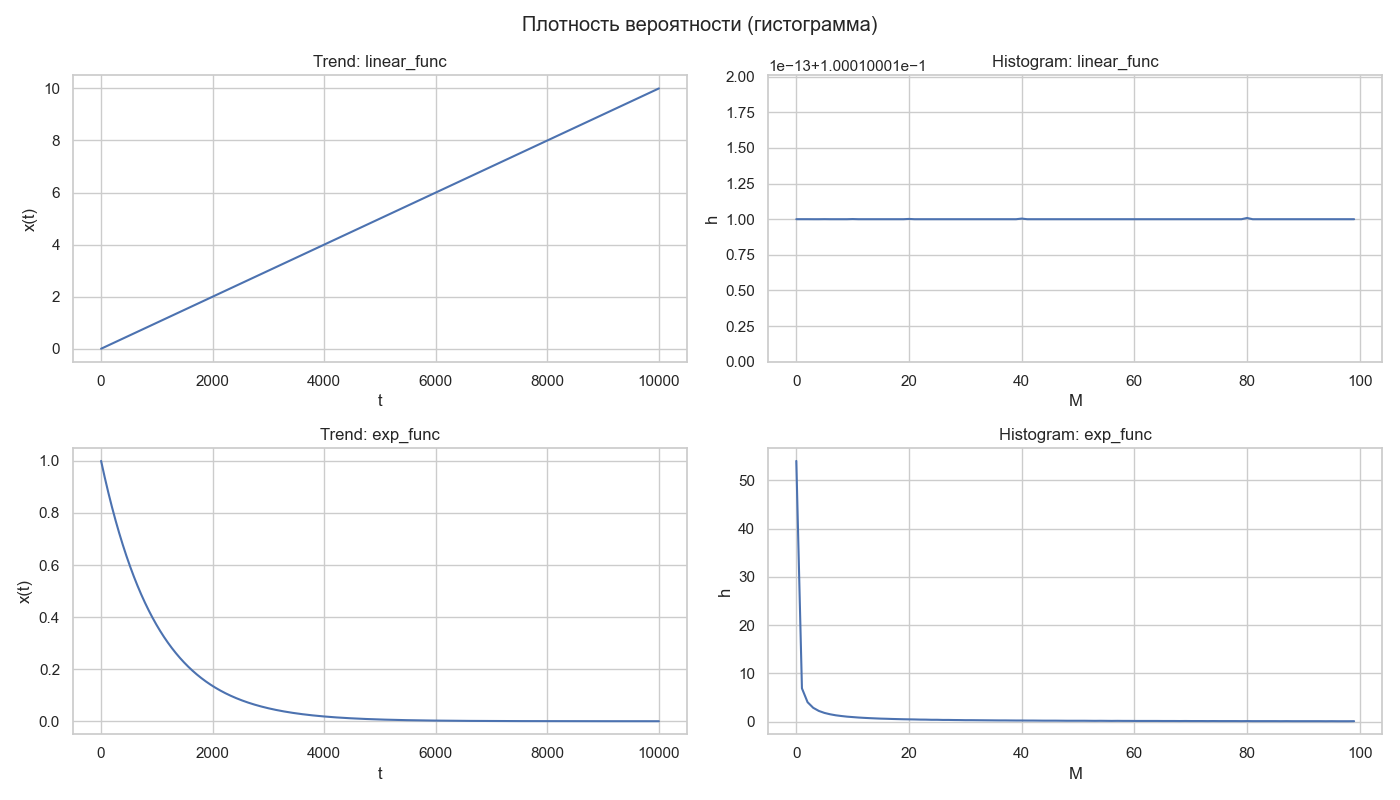 Плотность вероятности (гистограмма)
Trend: linear_func
10
8
6
4
2
0
x(t)
0 2000 4000 6000 8000 10000
t
Histogram: linear_func
1e−13+1.00010001e−1
2.00
1.75
1.50
1.25
1.00
0.75
0.50
0.25
0.00
h
0 20 40 60 80 100
M
Trend: exp_func
1.0
0.8
0.6
0.4
0.2
0.0
x(t)
0 2000 4000 6000 8000 10000
t
Histogram: exp_func
50
40
30
20
10
0
h
0 20 40 60 80 100
M